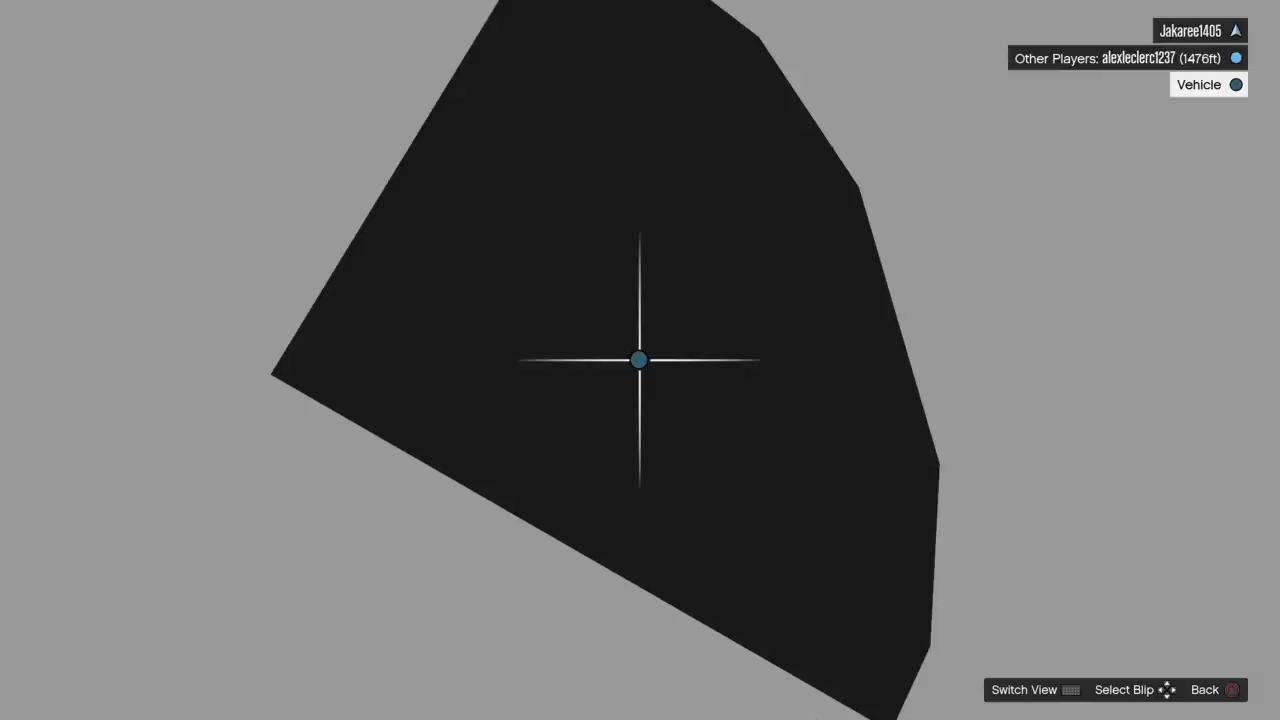 Jakaree1405
Other Players: alexleclerc1237 (1476ft)
Vehicle
Switch View Select Blip Back